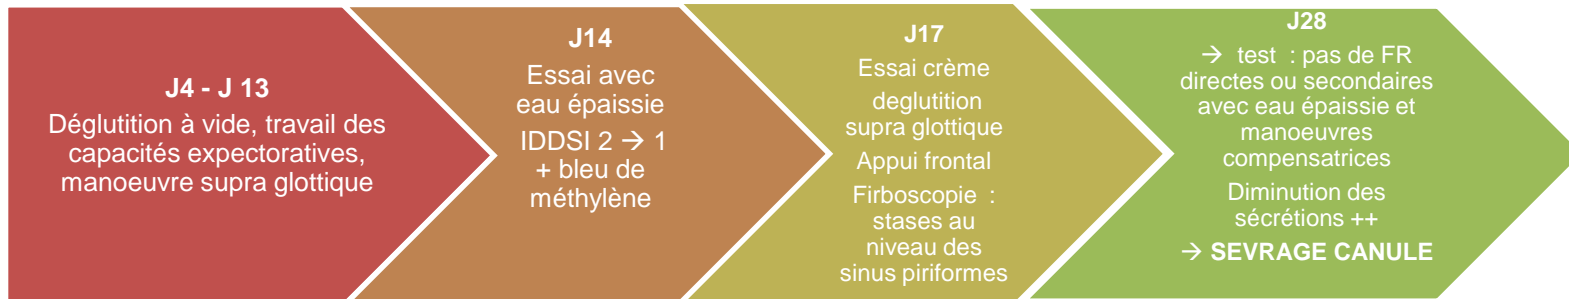 J4 - J 13
Déglutition à vide, travail des
capacités expectoratives,
manoeuvre supra glottique
J14
Essai avec
eau épaissie
IDDSI 2 → 1
+ bleu de
méthylène
J17
Essai crème
deglutition
supra glottique
Appui frontal
Firboscopie :
stases au
niveau des
sinus piriformes
J28
→ test : pas de FR
directes ou secondaires
avec eau épaissie et
manoeuvres
compensatrices
Diminution des
sécrétions ++
→ SEVRAGE CANULE